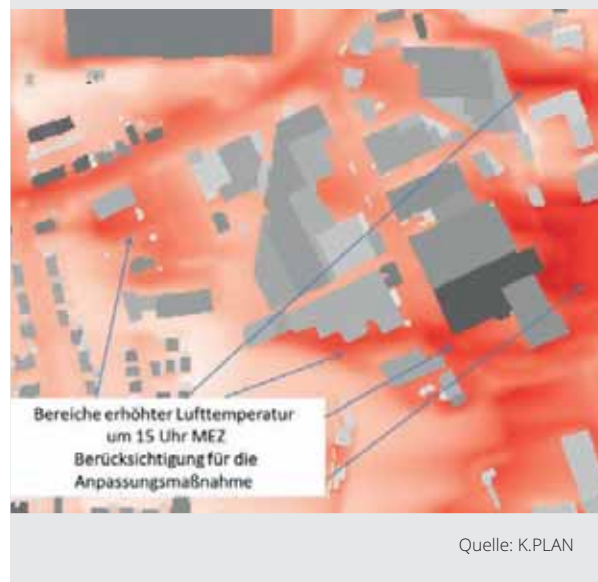 Bereiche erhöhter Lufttemperatur
um 15 Uhr MEZ
Berücksichtigung für die
Anpassungsmaßnahme
Quelle: K.PLAN